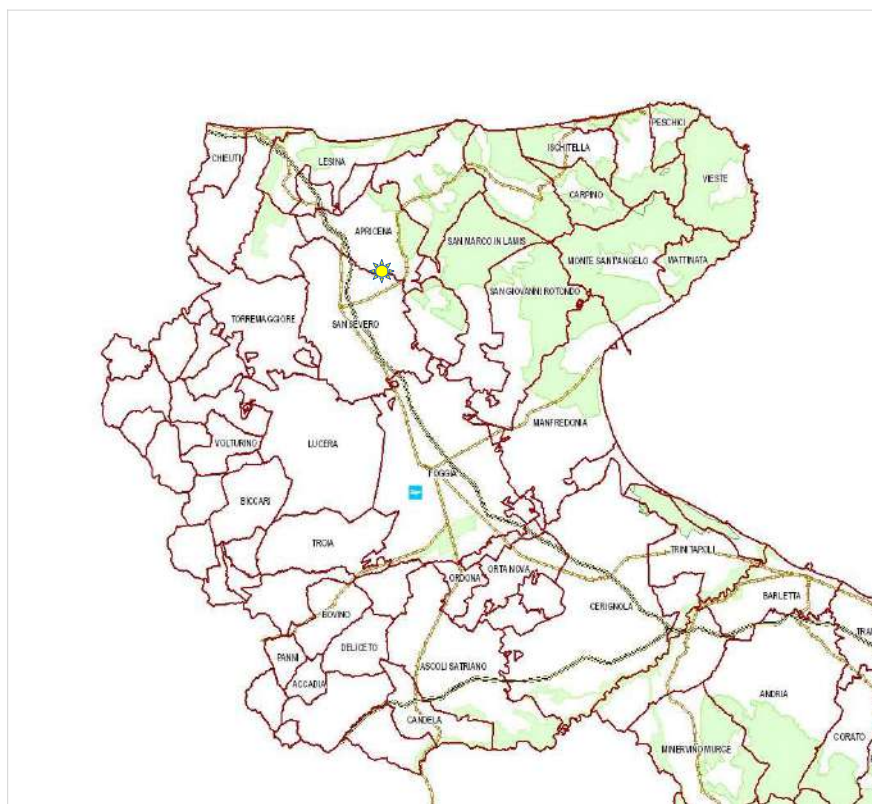 PESCHICI
ISCHITELLA
CHIEUTI
LESINA
VIESTE
CARPINO
APRICENA
SAN MARCO IN LAMIS
MONTE SANT'ANGELO
MATTINATA
SAN GIOVANNI ROTONDO
TORREMAGGIORE
SAN SEVERO
MANFREDONIA
VOLTURINO
LUCERA
FOGGIA
BICCARI
TROIA
TRINITAPOLI
ORTA NOVA
ORDONA
BARLETTA
CERIGNOLA
BOVINO
TRA
DELICETO
PANNI
ASCOLI SATRIANO
ACCADIA
ANDRIA
CANDELA
CORATO
MINERVINO MURGE